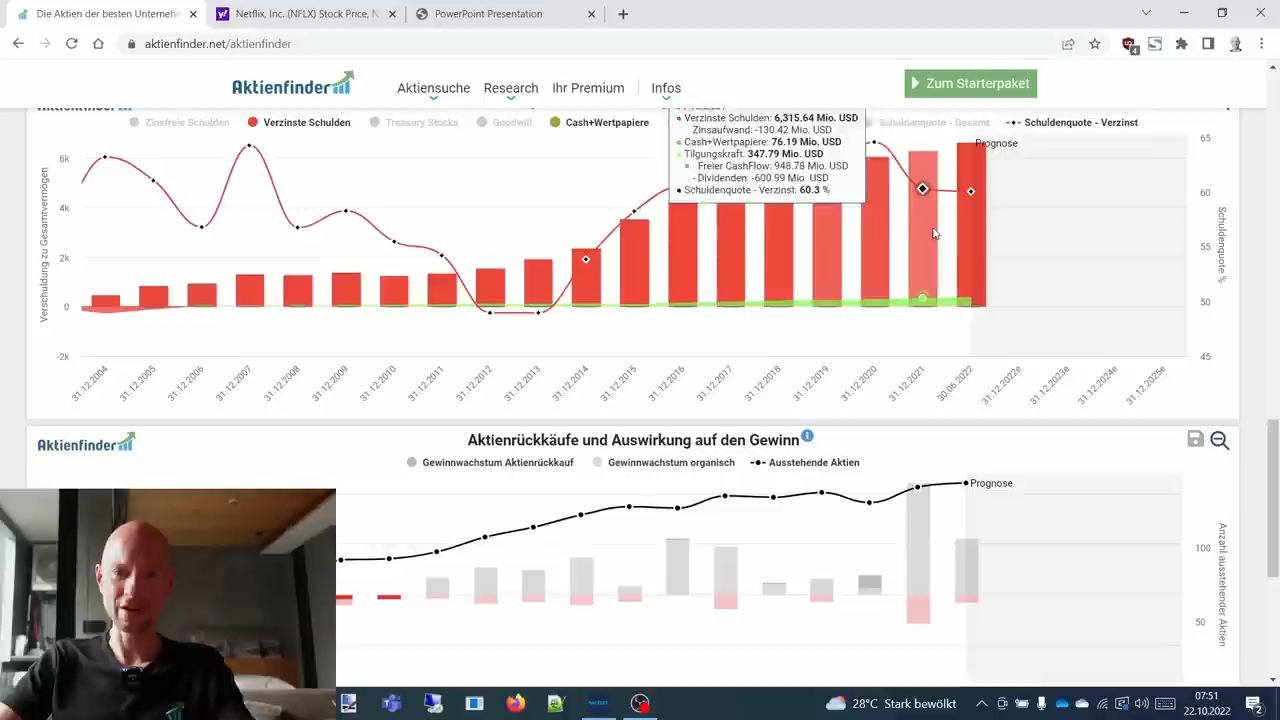 Die Aktien der besten Unterneh
Netflix, Inc. (NFLX) Stock Price, N
PowerPoint Presentation
aktienfinder.net/aktienfinder
4
Aktienfinder
Aktiensuche
Research
Ihr Premium
Infos
Zum Starterpaket
Zinsfreie Schulden
Verzinste Schulden
Treasury Stocks
Goodwill
Cash+Wertpapiere
Schuldenquote - Gesamt
Schuldenquote - Verzinst
Verzinste Schulden: 6,315.64 Mio. USD
Zinsaufwand: -130.42 Mio. USD
Cash+Wertpapiere: 76.19 Mio. USD
Tilgungskraft: 347.79 Mio. USD
= Freier CashFlow: 948.78 Mio. USD
- Dividenden -600.99 Mio USD
Schuldenquote - Verzinst: 60.3 %
Prognose
Verschuldung zu Gesamtvermögen
6k
4k
2k
0
-2k
65
60
55
50
45
Schuldenquote %
31.12.2004
31.12.2005
31.12.2006
31.12.2007
31.12.2008
31.12.2009
31.12.2010
31.12.2011
31.12.2012
31.12.2013
31.12.2014
31.12.2015
31.12.2016
31.12.2017
31.12.2018
31.12.2019
31.12.2020
31.12.2021
30.06.2022
31.12.2022e
31.12.2023e
31.12.2024e
31.12.2025e
Aktienfinder
Aktienrückkäufe und Auswirkung auf den Gewinn
Gewinnwachstum Aktienrückkauf
Gewinnwachstum organisch
Ausstehende Aktien
Prognose
100
50
Anzahl ausstehender Aktien
28°C Stark bewölkt
07:51
22.10.2022